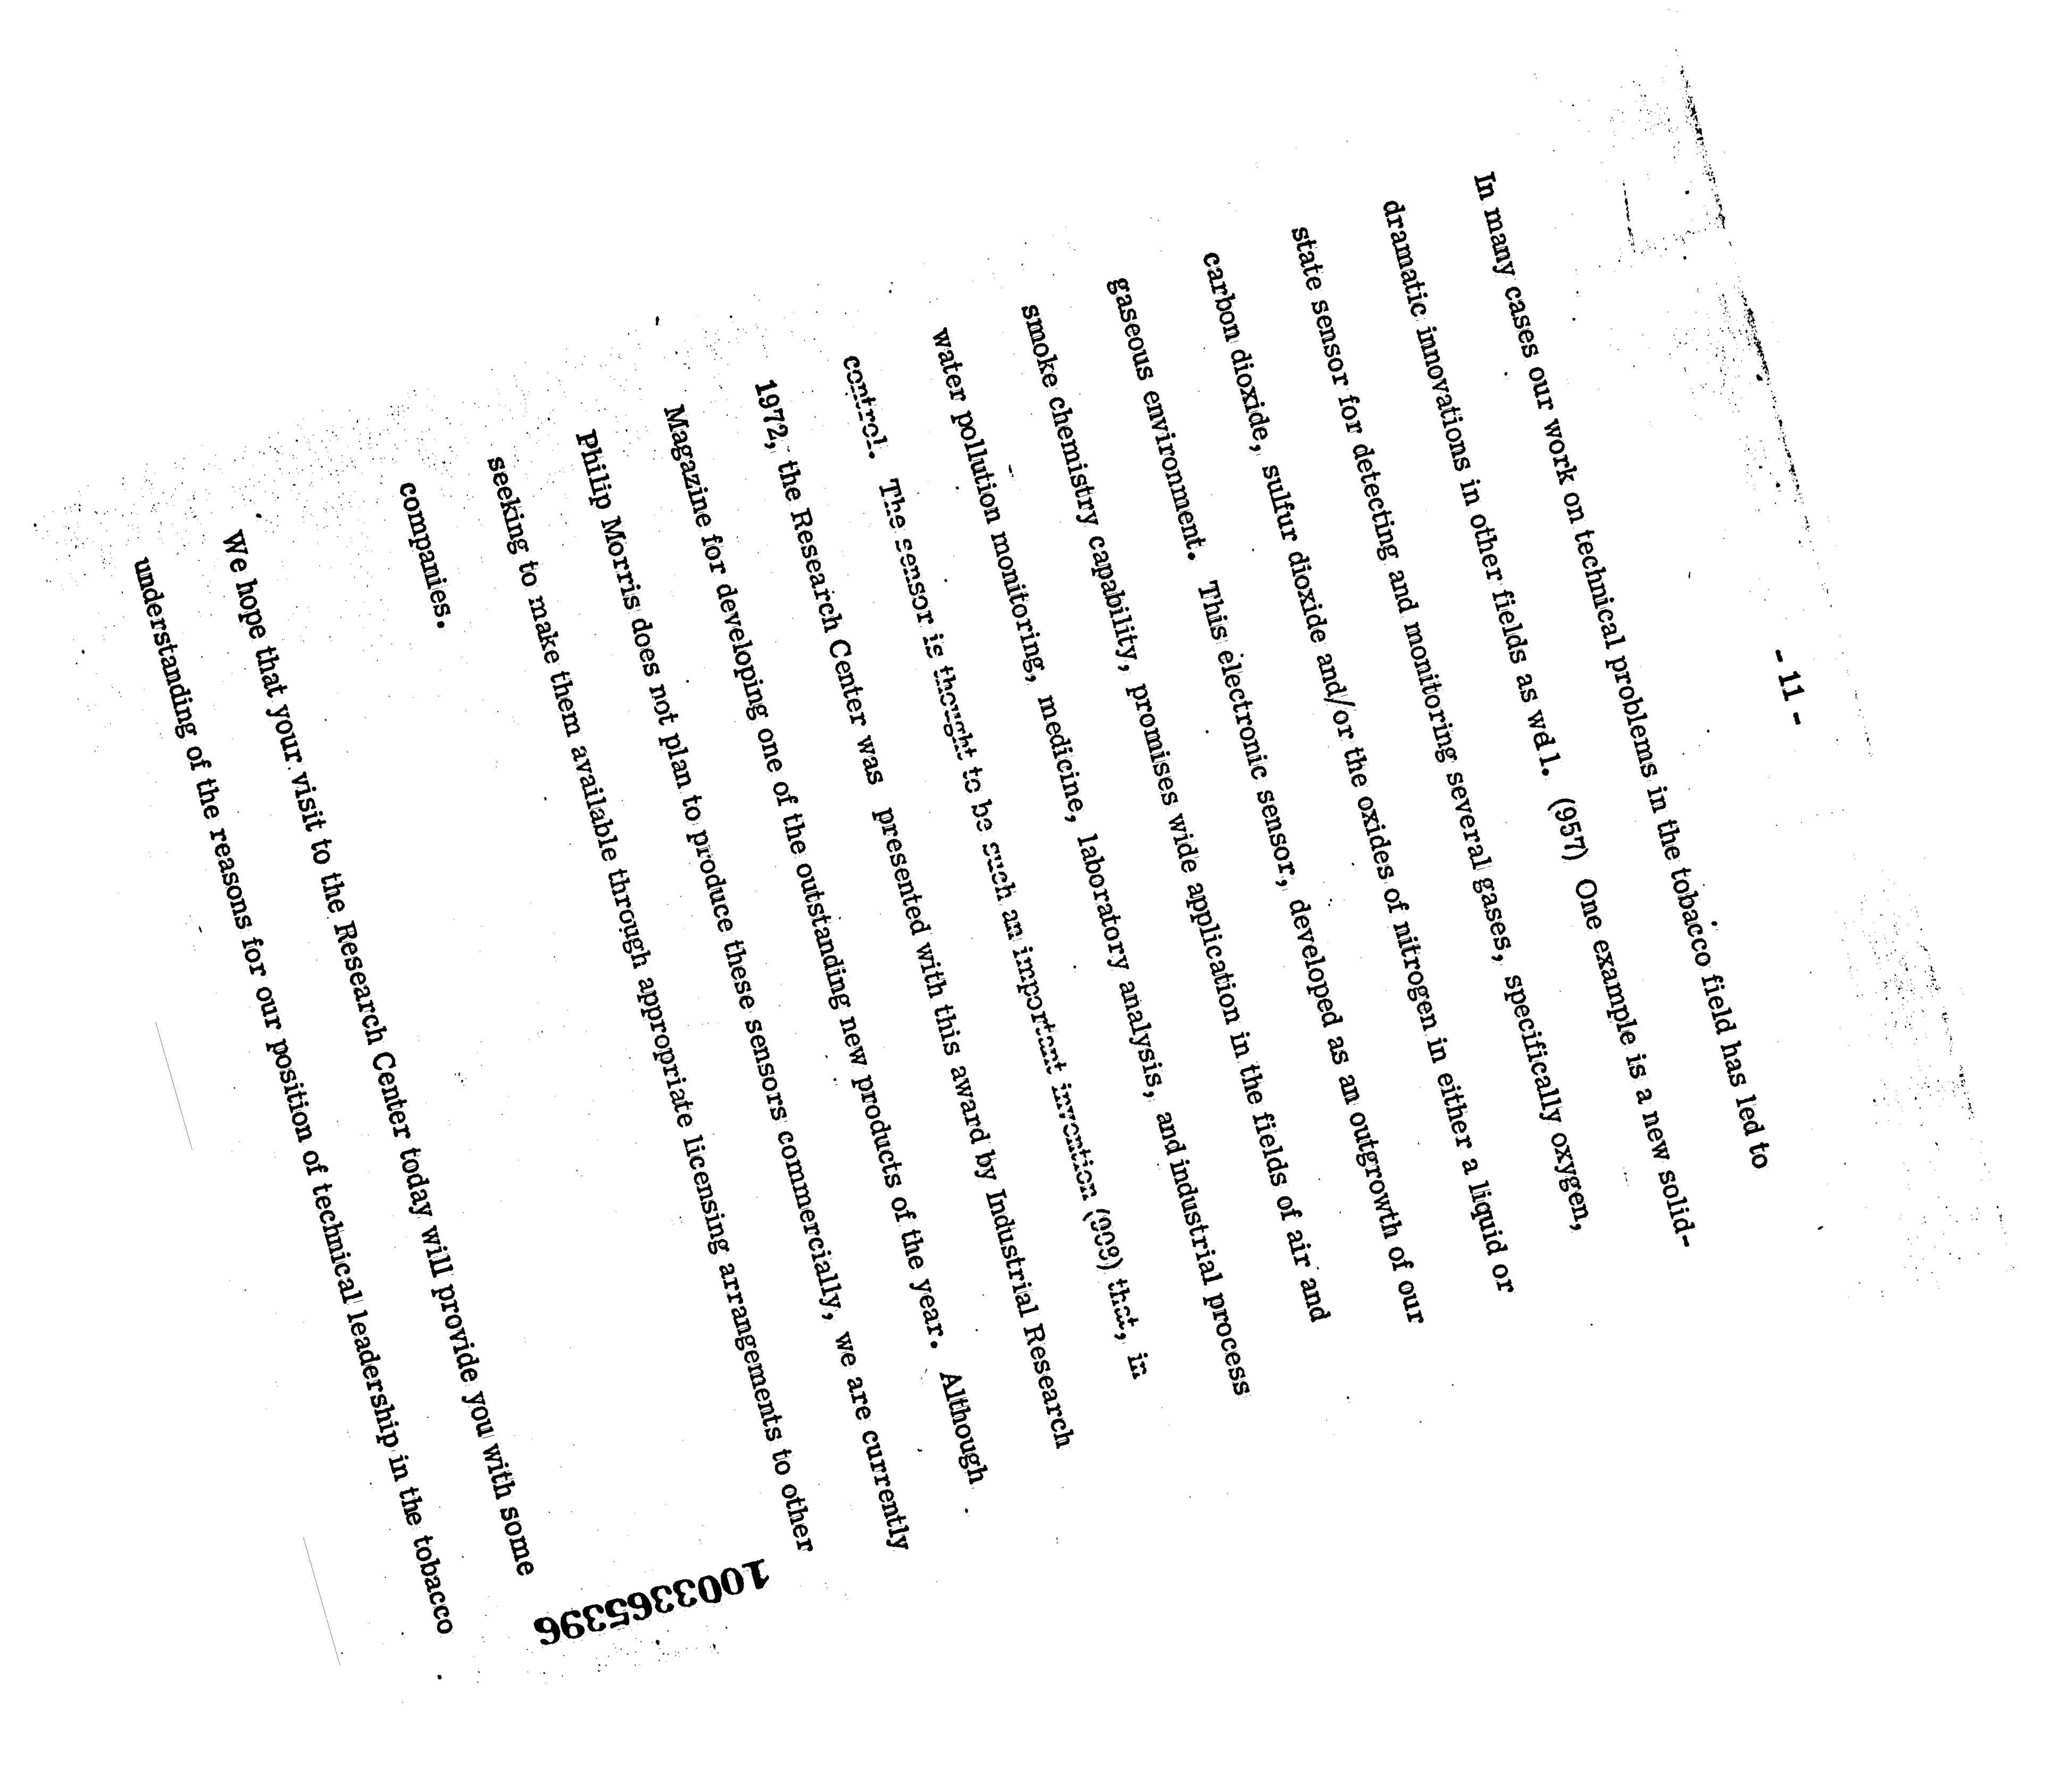 - 11 -
In many cases our work on technical problems in the tobacco field has led to
dramatic innovations in other fields as wel l. (957) One example is a new solid-
state sensor for detecting and monitoring several gases, specifically oxygen,
carbon dioxide, sulfur dioxide and/or the oxides of nitrogen in either a liquid or
gaseous environment. This electronic sensor, developed as an outgrowth of our
smoke chemistry capability, promises wide application in the fields of air and
water pollution monitoring, medicine, laboratory analysis, and industrial process
control. The sensor is thought to be such an important invention that, in
1972, the Research Center was presented with this award by Industrial Research
Magazine for developing one of the outstanding new products of the year. Although
Philip Morris does not plan to produce these sensors commercially, we are currently
seeking to make them available through appropriate licensing arrangements to other
companies.
We hope that your visit to the Research Center today will provide you with some
understanding of the reasons for our position of technical leadership in the tobacco
1003365396